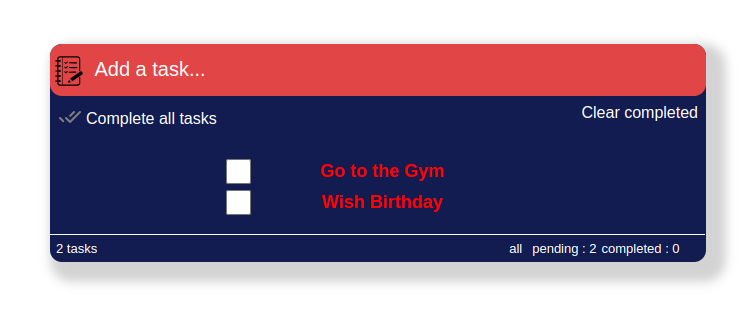 Add a task...
Complete all tasks
Clear completed
Go to the Gym
Wish Birthday
2 tasks all pending : 2 completed : 0